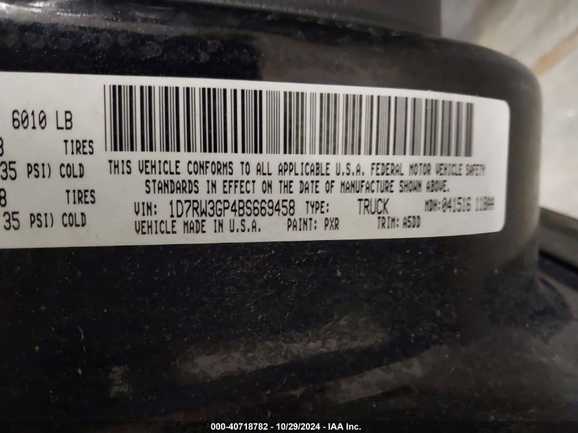 6010 LB
TIRES
35 PSI) COLD
TIRES
35 PSI) COLD
THIS VEHICLE CONFORMS TO ALL APPLICABLE U.S.A. FEDERAL MOTOR VEHICLE SAFETY
STANDARDS IN EFFECT ON THE DATE OF MANUFACTURE SHOWN ABOVE.
VIN: 1D7RW3GP4BS669458 TYPE: TRUCK MDH: 041516
VEHICLE MADE IN U.S.A. PAINT: PXR TRIM: A5DD
000-40718782 - 10/29/2024 - IAA Inc.